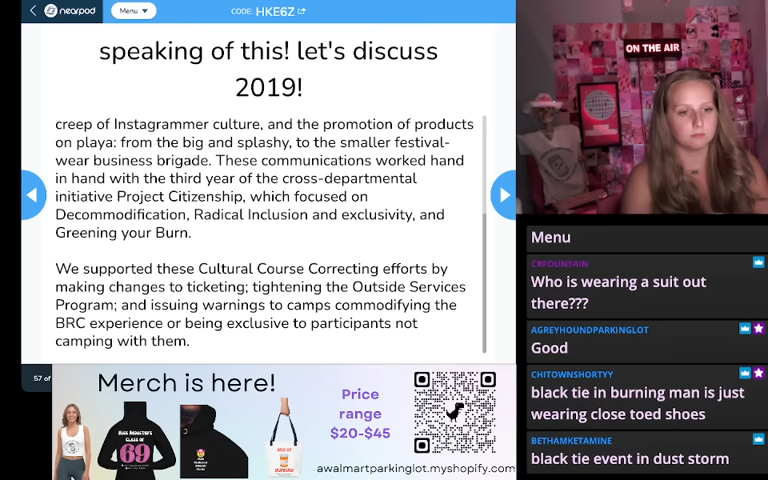 nearpod
Menu
CODE: HKE6Z
speaking of this! let's discuss
2019!
creep of Instagrammer culture, and the promotion of products
on playa: from the big and splashy, to the smaller festival-
wear business brigade. These communications worked hand
in hand with the third year of the cross-departmental
initiative Project Citizenship, which focused on
Decommodification, Radical Inclusion and exclusivity, and
Greening your Burn.
We supported these Cultural Course Correcting efforts by
making changes to ticketing; tightening the Outside Services
Program; and issuing warnings to camps commodifying the
BRC experience or being exclusive to participants not
camping with them.
57 of
Merch is here!
Price
range
$20-$45
CLASS OF
69
awalmartparkinglot.myshopify.com
ON THE AIR
Menu
CRFOUNTAIN
Who is wearing a suit out
there???
AGREYHOUNDPARKINGLOT
Good
CHITOWNSHORTYY
black tie in burning man is just
wearing close toed shoes
BETHAMKETAMINE
black tie event in dust storm